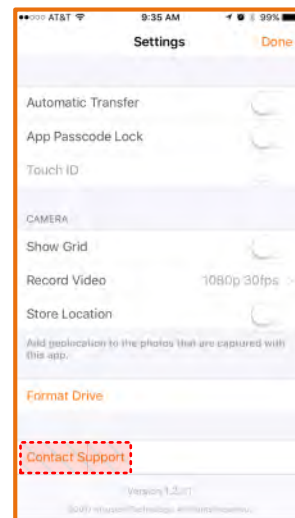 AT&T 9:35 AM 99%
Settings Done
Automatic Transfer
App Passcode Lock
Touch ID
CAMERA
Show Grid
Record Video 1080p 30fps >
Store Location
Add geolocation to the photos that are captured with
this app.
Format Drive
Contact Support
Version